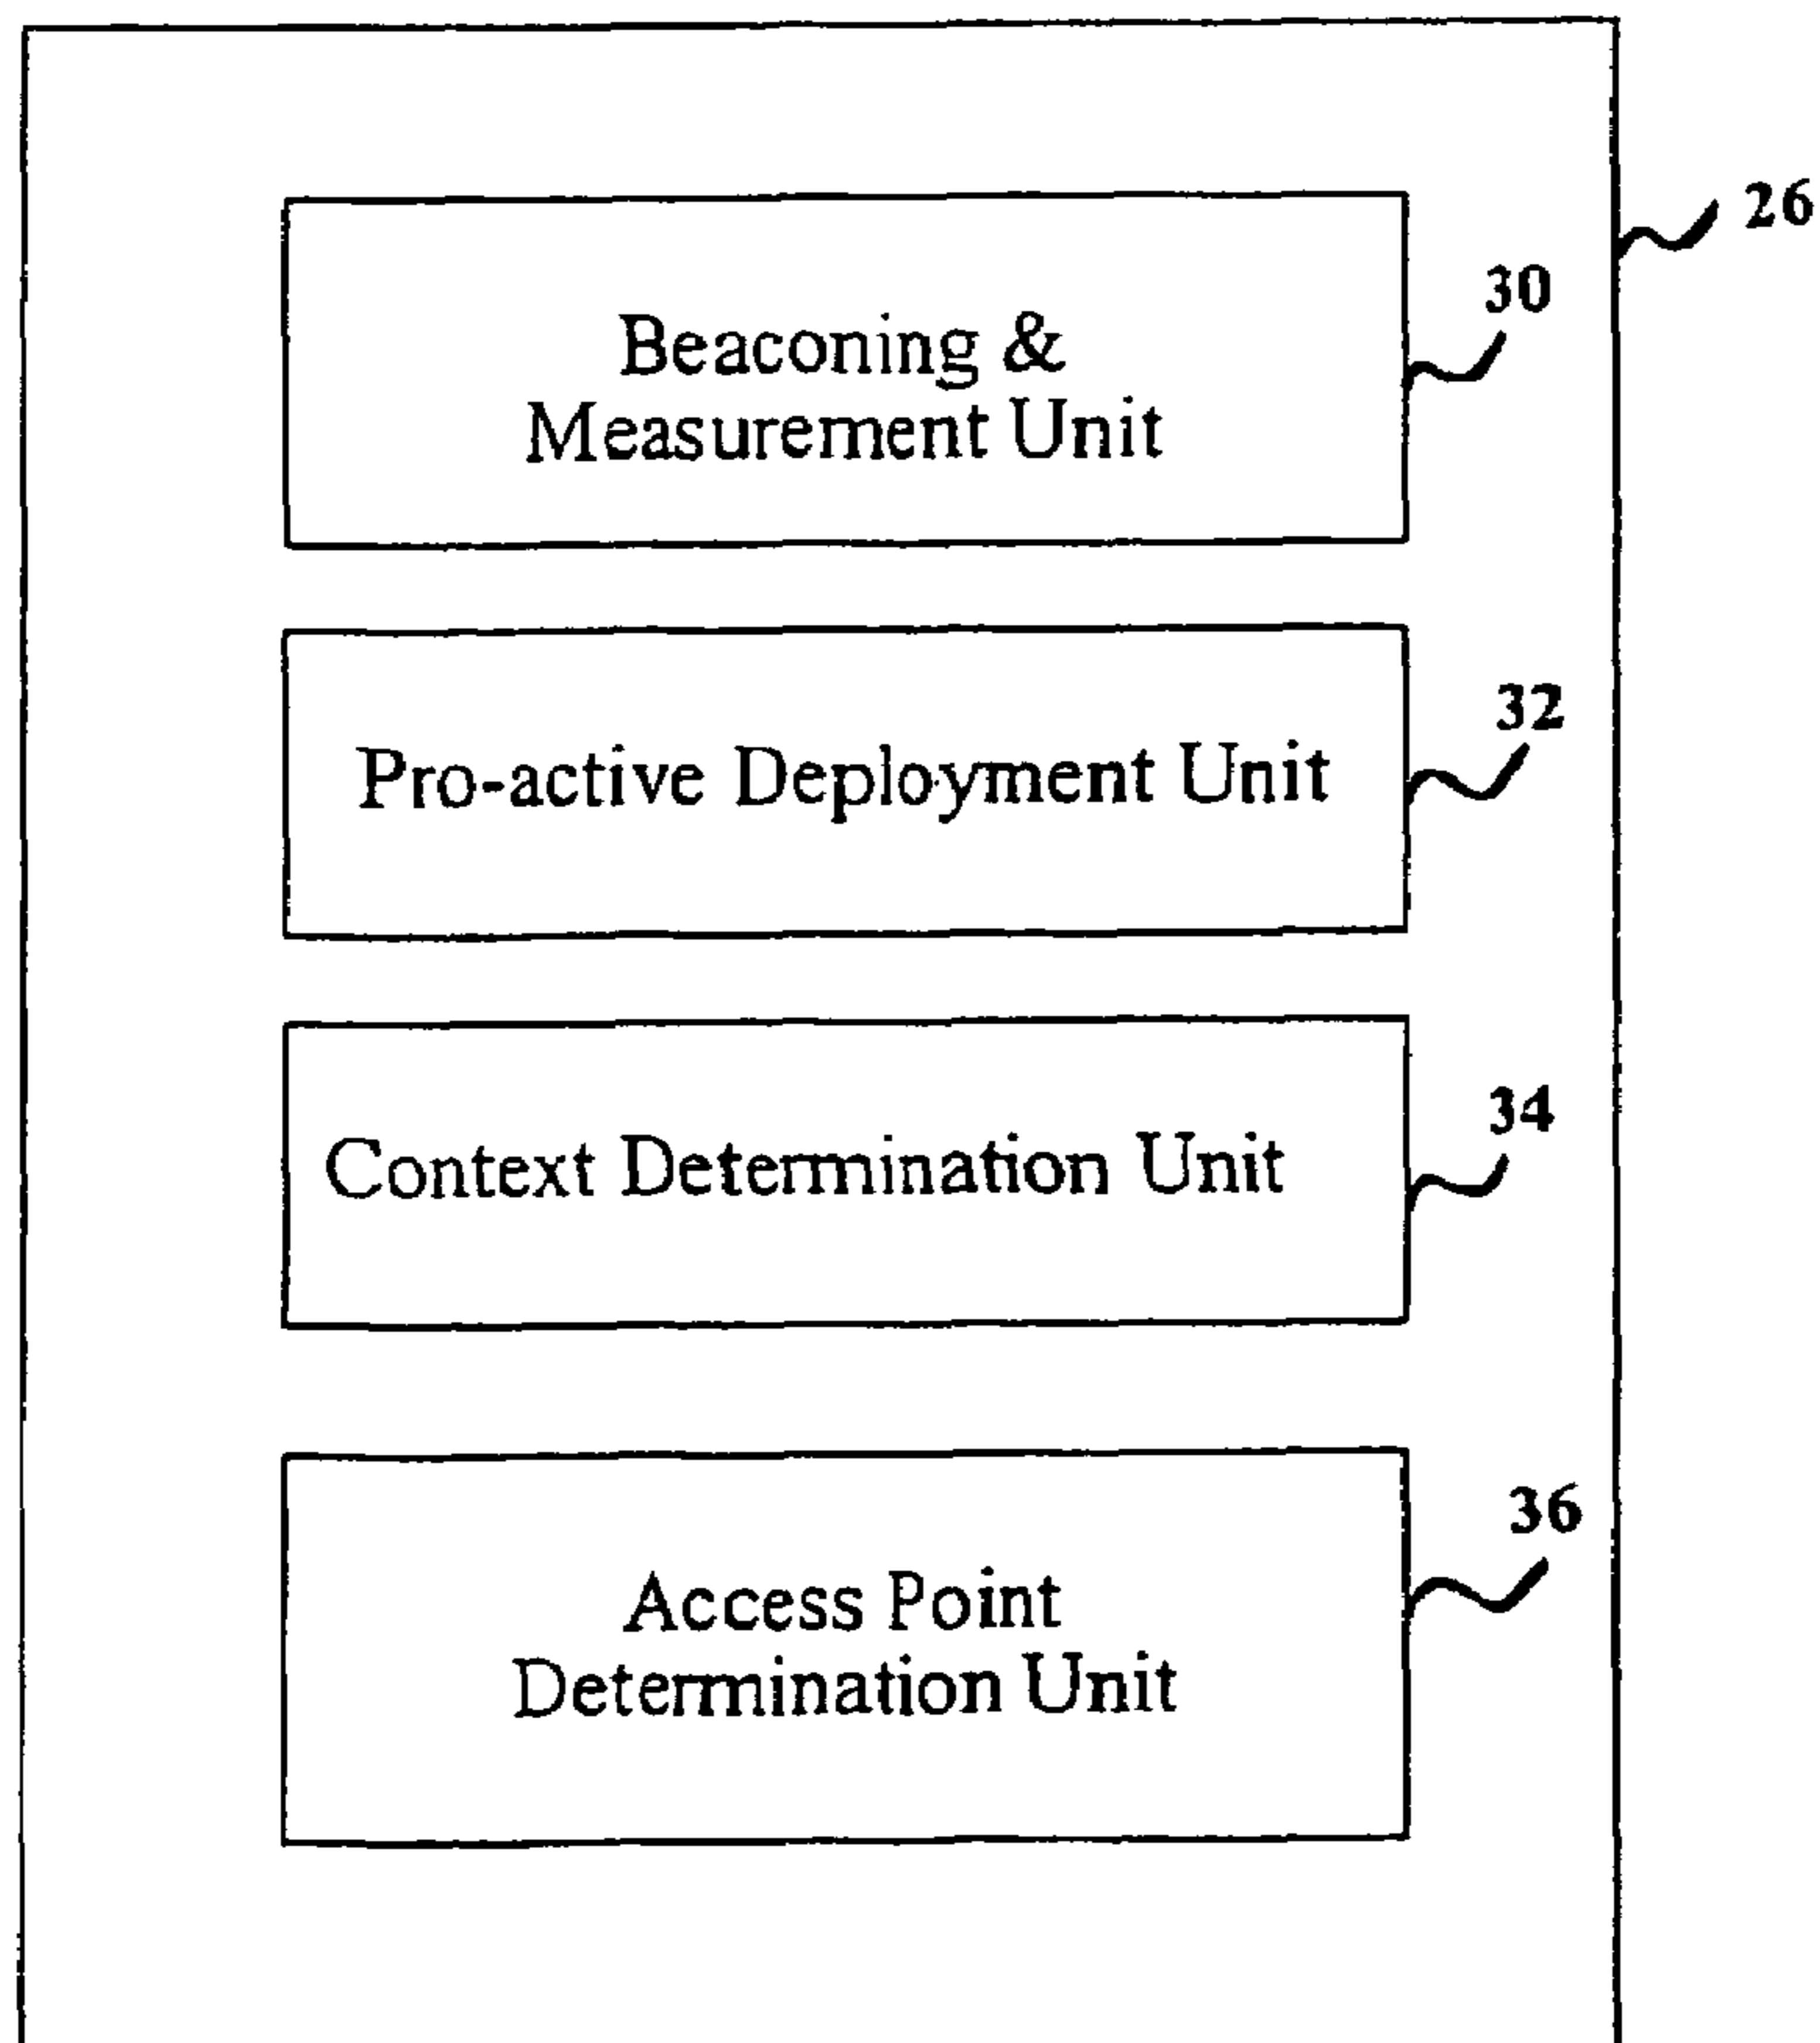 26
30
Beaconing &
Measurement Unit
32
Pro-active Deployment Unit
34
Context Determination Unit
36
Access Point
Determination Unit